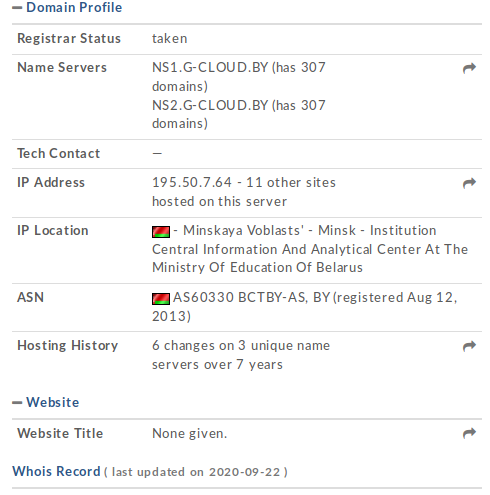 Domain Profile
Registrar Status taken
Name Servers NS1.G-CLOUD.BY (has 307
domains)
NS2.G-CLOUD.BY (has 307
domains)
Tech Contact —
IP Address 195.50.7.64 - 11 other sites
hosted on this server
IP Location - Minskaya Voblasts' - Minsk - Institution
Central Information And Analytical Center At The
Ministry Of Education Of Belarus
ASN AS60330 BCTBY-AS, BY (registered Aug 12,
2013)
Hosting History 6 changes on 3 unique name
servers over 7 years
Website
Website Title None given.
Whois Record ( last updated on 2020-09-22 )